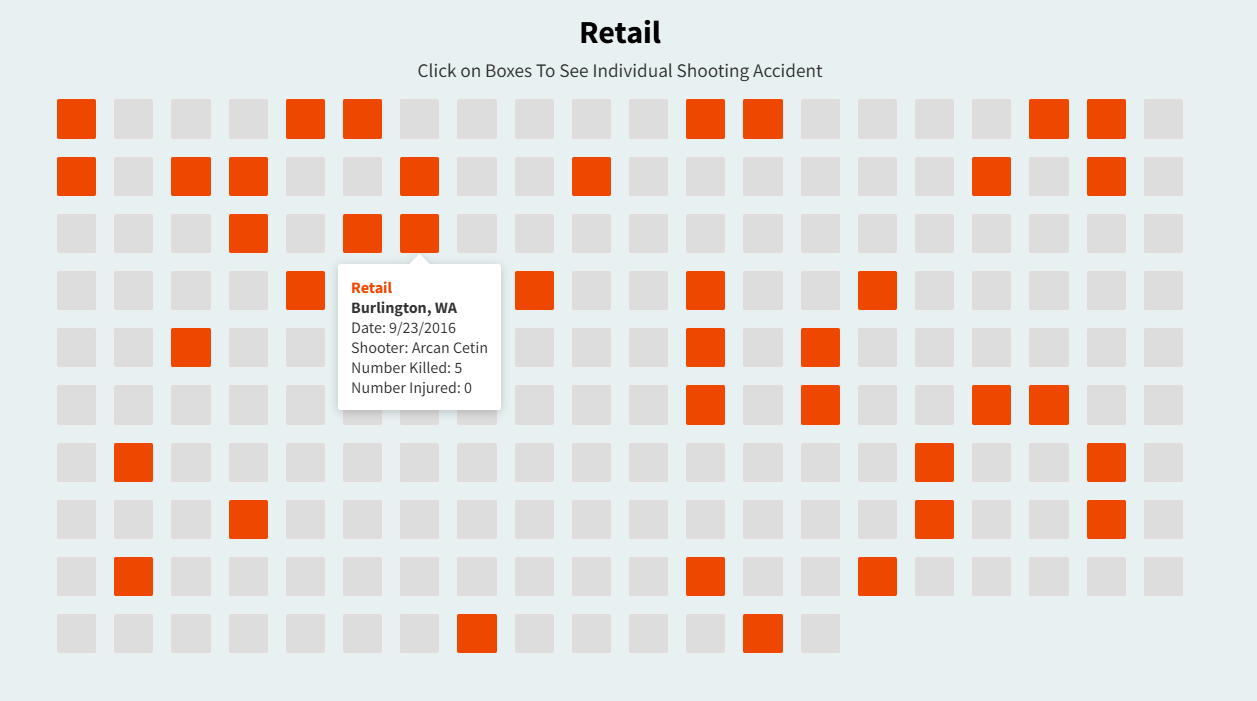 Retail
Click on Boxes To See Individual Shooting Accident
Retail
Burlington, WA
Date: 9/23/2016
Shooter: Arcan Cetin
Number Killed: 5
Number Injured: 0